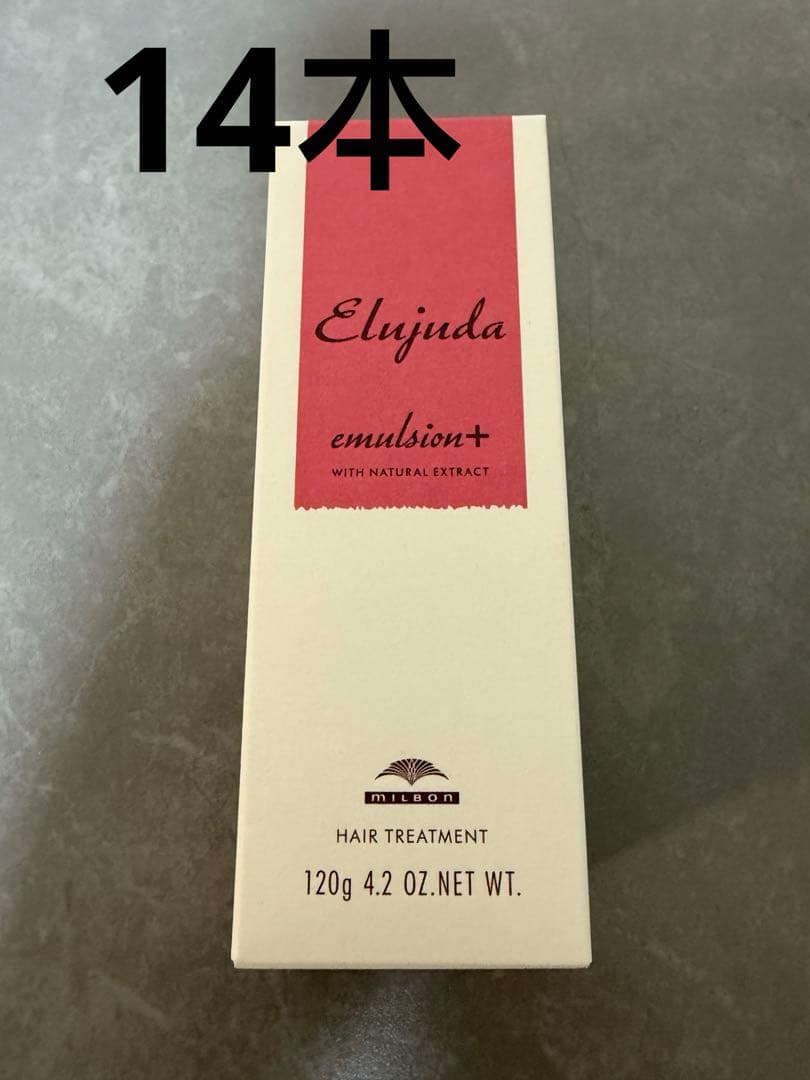 14本
Elujuda
emulsion+
WITH NATURAL EXTRACT
MILBON
HAIR TREATMENT
120g 4.2 OZ.NET WT.